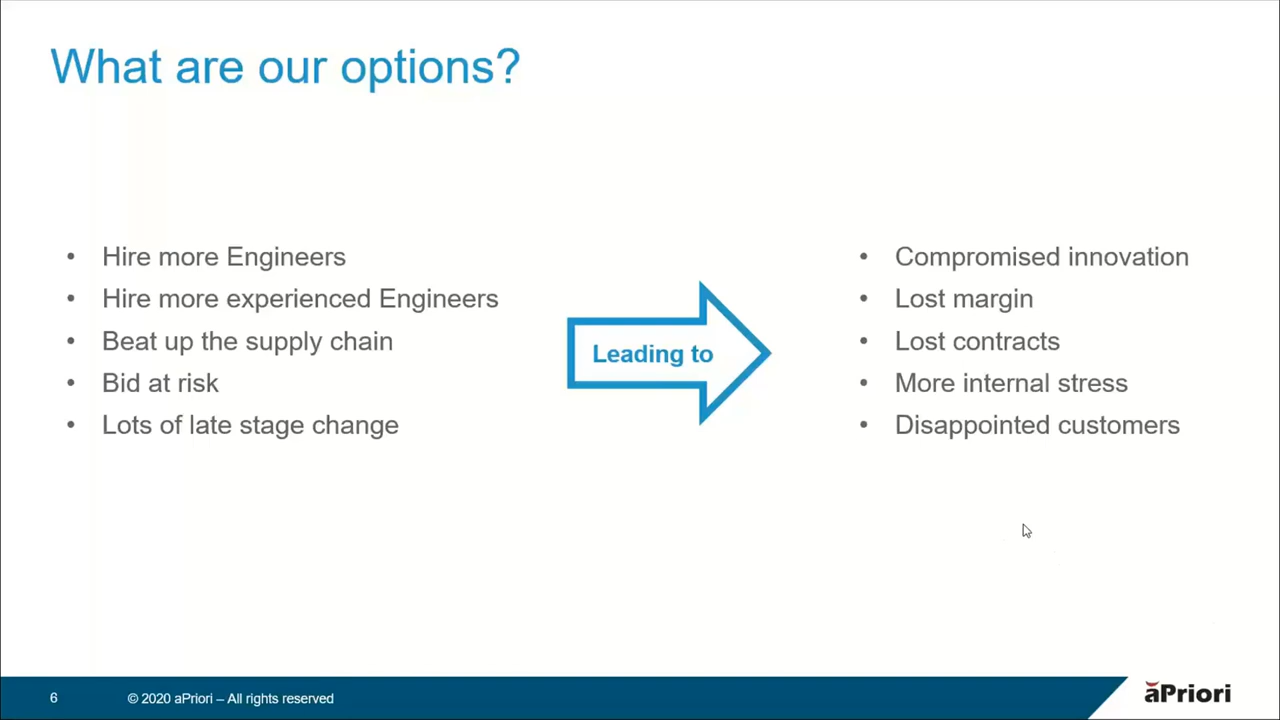 What are our options?
• Hire more Engineers
• Hire more experienced Engineers
• Beat up the supply chain
• Bid at risk
• Lots of late stage change
Leading to
• Compromised innovation
• Lost margin
• Lost contracts
• More internal stress
• Disappointed customers
6
© 2020 aPriori – All rights reserved
aPriori